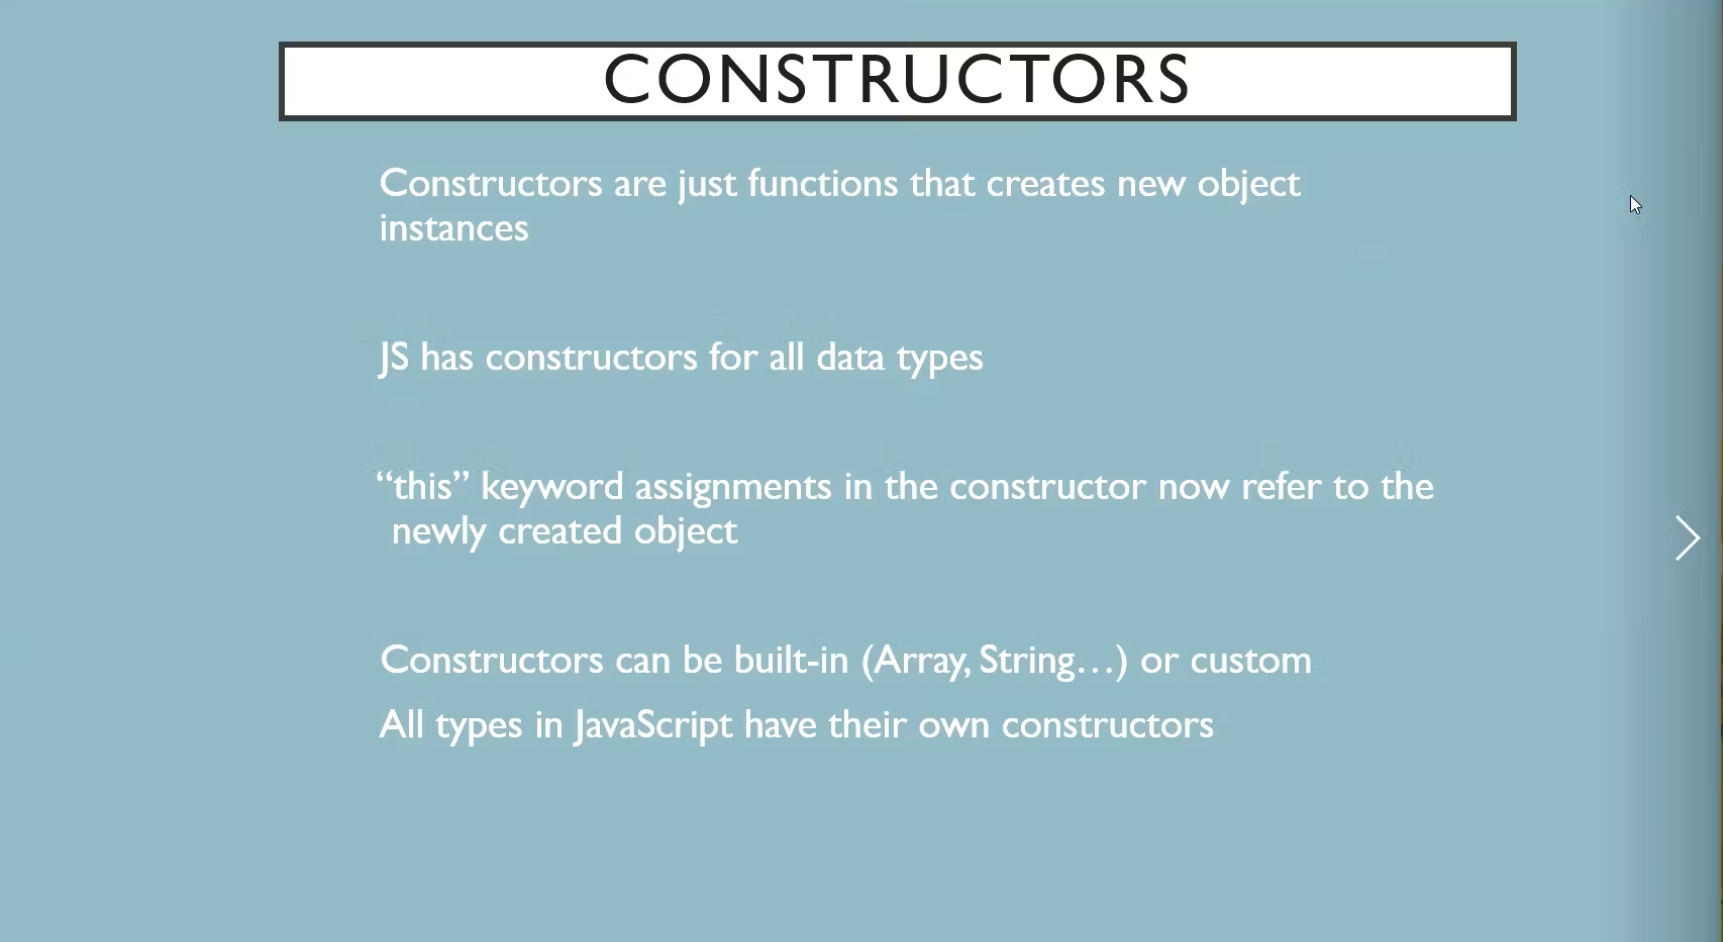 CONSTRUCTORS
Constructors are just functions that creates new object
instances
JS has constructors for all data types
“this” keyword assignments in the constructor now refer to the
newly created object
Constructors can be built-in (Array, String…) or custom
All types in JavaScript have their own constructors